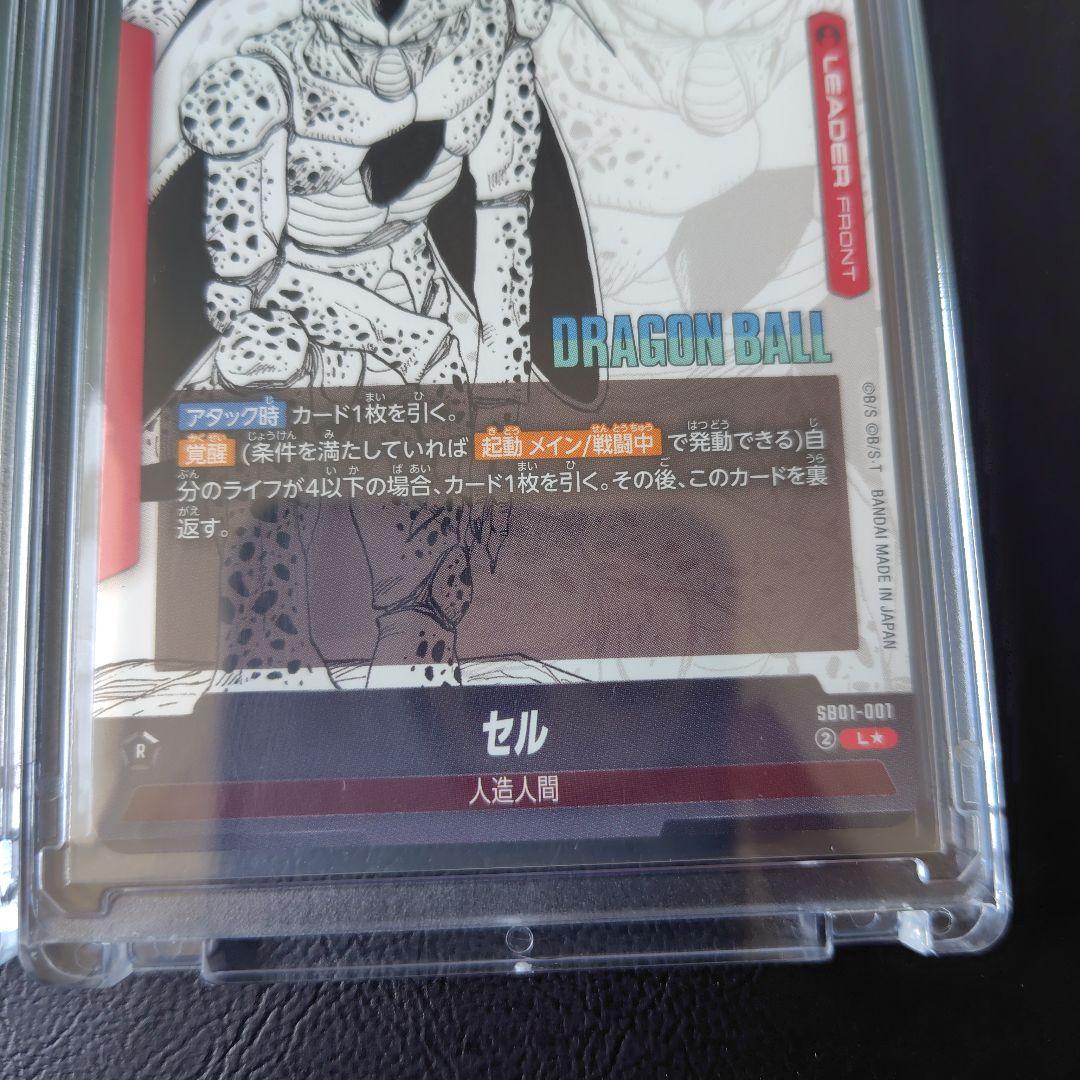 LEADER FRONT
DRAGON BALL
アタック時 カード1枚を引く。
覚醒 (条件を満たしていれば 起動 メイン/戦闘中 で発動できる)自
分のライフが4以下の場合、カード1枚を引く。その後、このカードを裏
返す。
©B/S ©B/S・T BANDAI MADE IN JAPAN
セル
SB01-001
R
② L★
人造人間